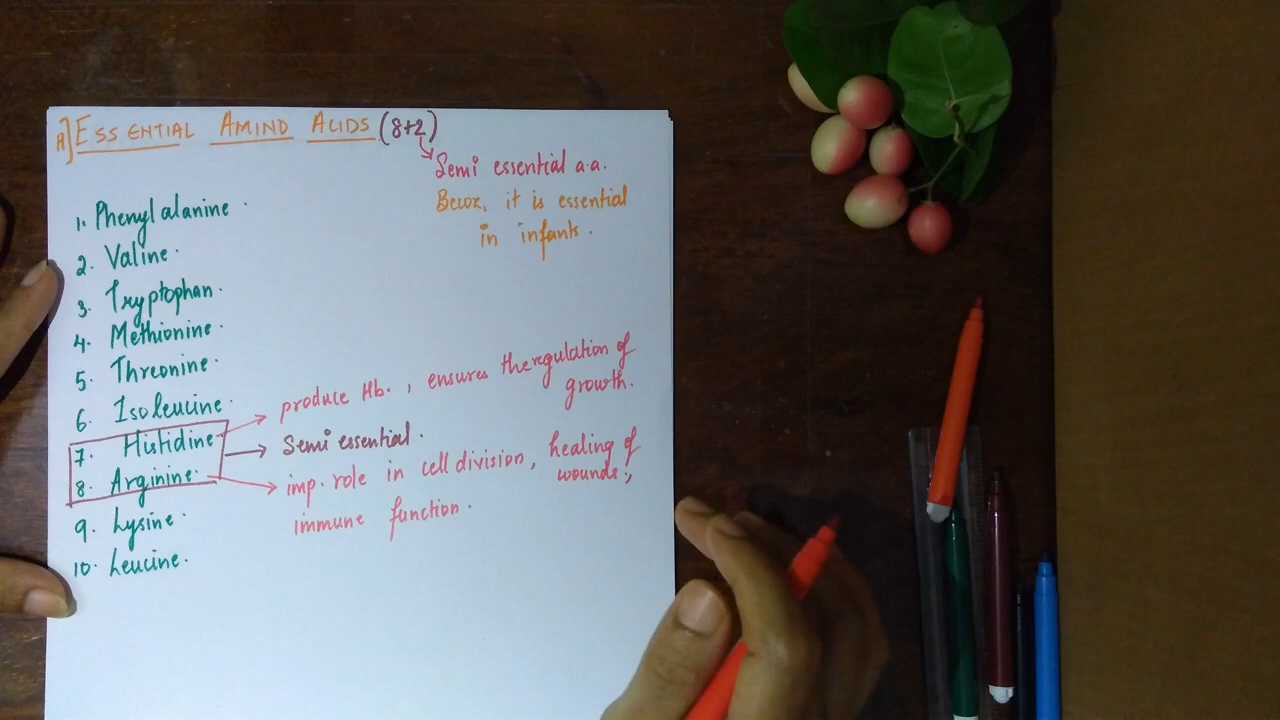 A] ESSENTIAL AMINO ACIDS (8+2)
Semi essential a.a.
Becoz, it is essential
in infants.
1. Phenylalanine.
2. Valine.
3. Tryptophan.
4. Methionine.
5. Threonine.
6. Isoleucine.
7. Histidine
8. Arginine.
9. Lysine.
10. Leucine.
produce Hb., ensures the regulation of
growth.
Semi essential.
imp. role in cell division, healing of
wounds,
immune function.